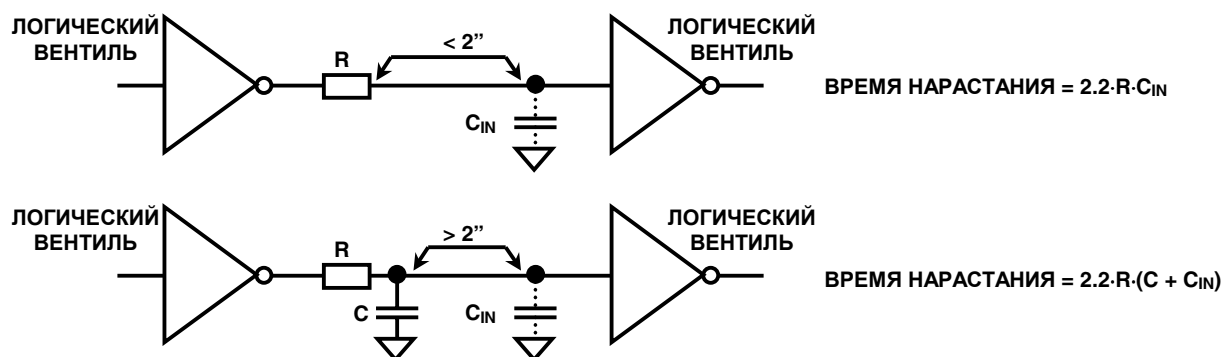 ЛОГИЧЕСКИЙ
ВЕНТИЛЬ
R
< 2”
C_IN
ЛОГИЧЕСКИЙ
ВЕНТИЛЬ
ВРЕМЯ НАРАСТАНИЯ = 2.2·R·C_IN
ЛОГИЧЕСКИЙ
ВЕНТИЛЬ
R
> 2”
C
C_IN
ЛОГИЧЕСКИЙ
ВЕНТИЛЬ
ВРЕМЯ НАРАСТАНИЯ = 2.2·R·(C + C_IN)